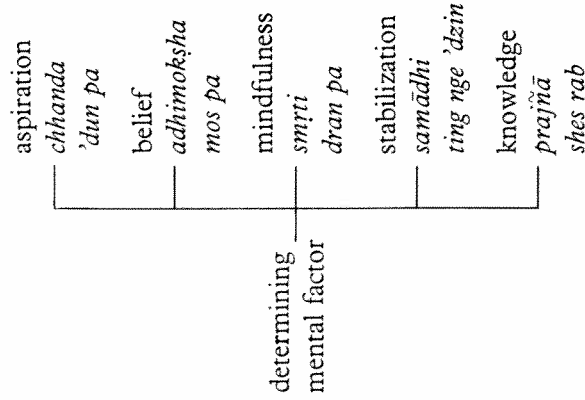 determining
mental factor
aspiration
chhanda
'dun pa
belief
adhimokṣha
mos pa
mindfulness
smṛti
dran pa
stabilization
samādhi
ting nge 'dzin
knowledge
prajñā
shes rab